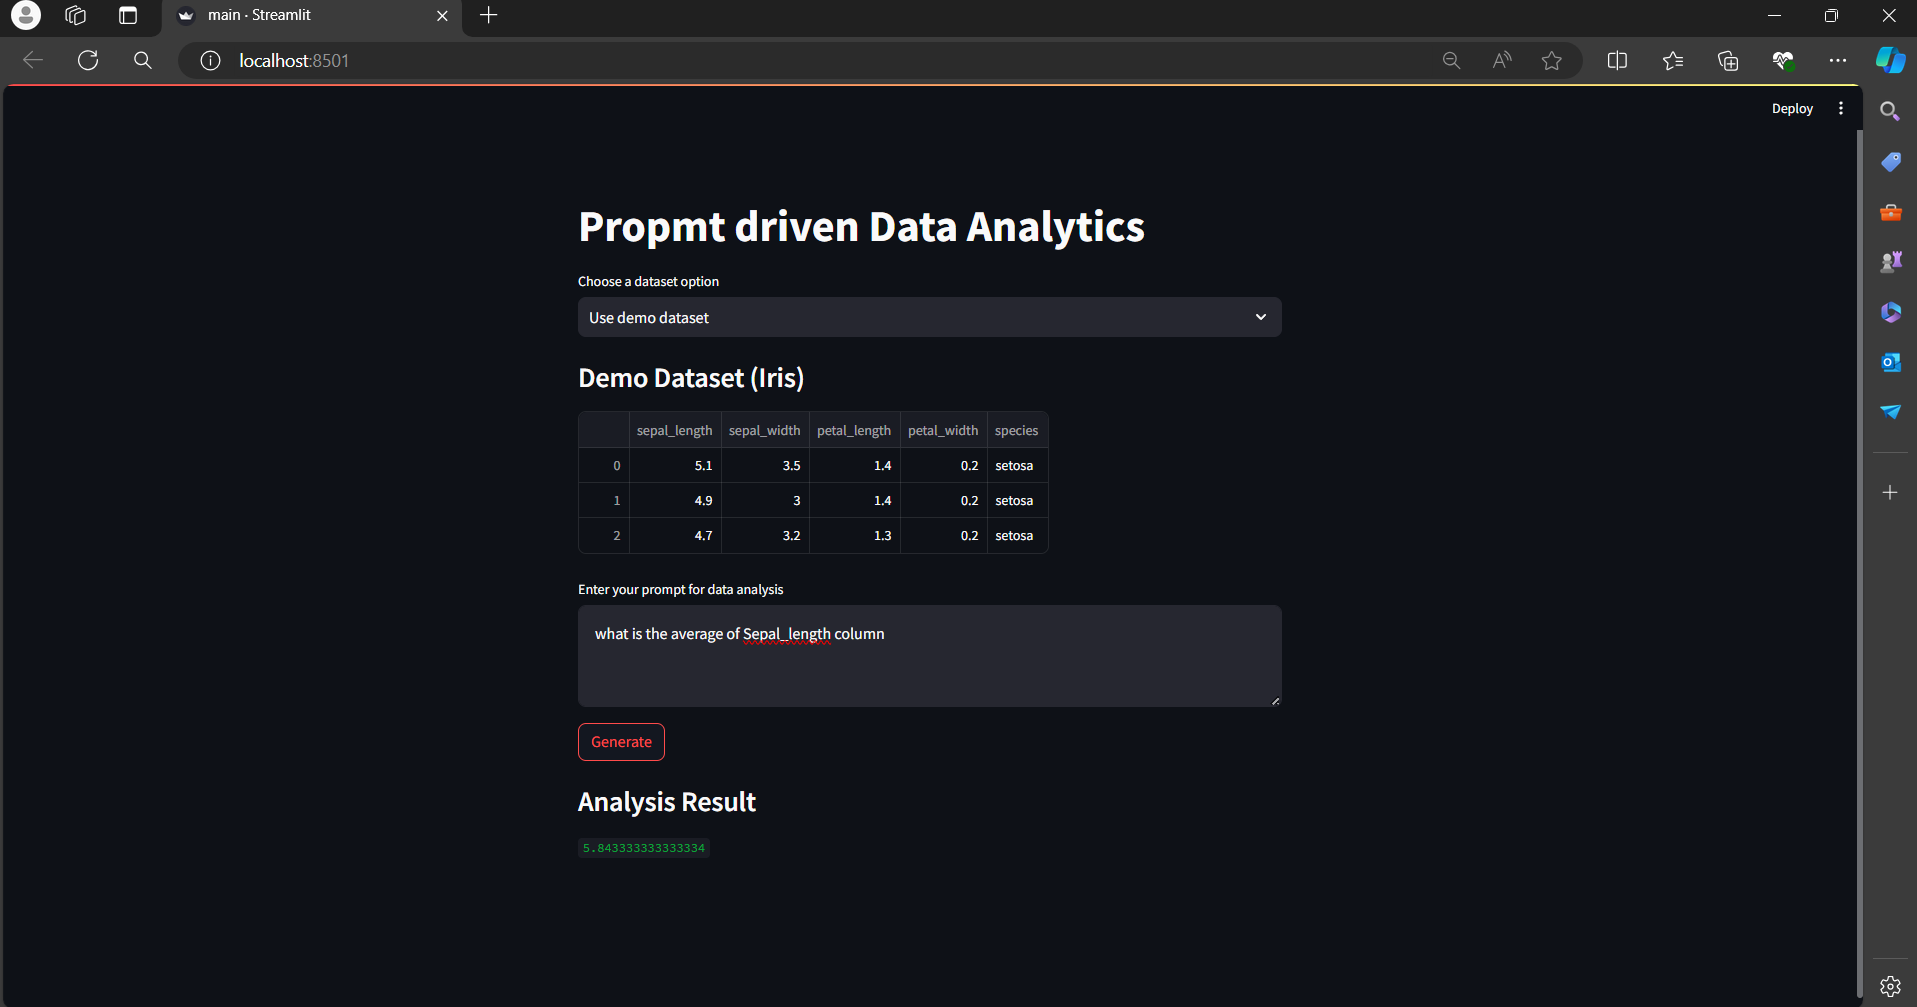 main · Streamlit
localhost:8501
Deploy
Propmt driven Data Analytics
Choose a dataset option
Use demo dataset
Demo Dataset (Iris)
sepal_length sepal_width petal_length petal_width species
0 5.1 3.5 1.4 0.2 setosa
1 4.9 3 1.4 0.2 setosa
2 4.7 3.2 1.3 0.2 setosa
Enter your prompt for data analysis
what is the average of Sepal_length column
Generate
Analysis Result
5.843333333333334